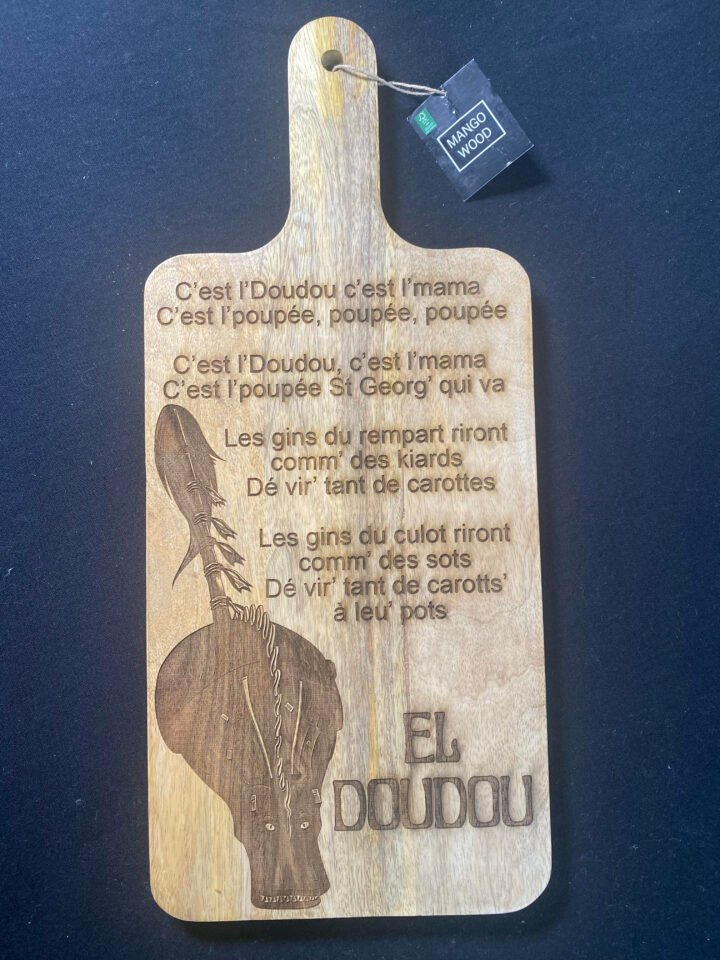 MANGO
WOOD
C'est l'Doudou c'est l'mama
C'est l'poupée, poupée, poupée
C'est l'Doudou, c'est l'mama
C'est l'poupée St Georg' qui va
Les gins du rempart riront
comm' des kiards
Dé vir' tant de carottes
Les gins du culot riront
comm' des sots
Dé vir' tant de carotts'
à leu' pots
EL
DOUDOU